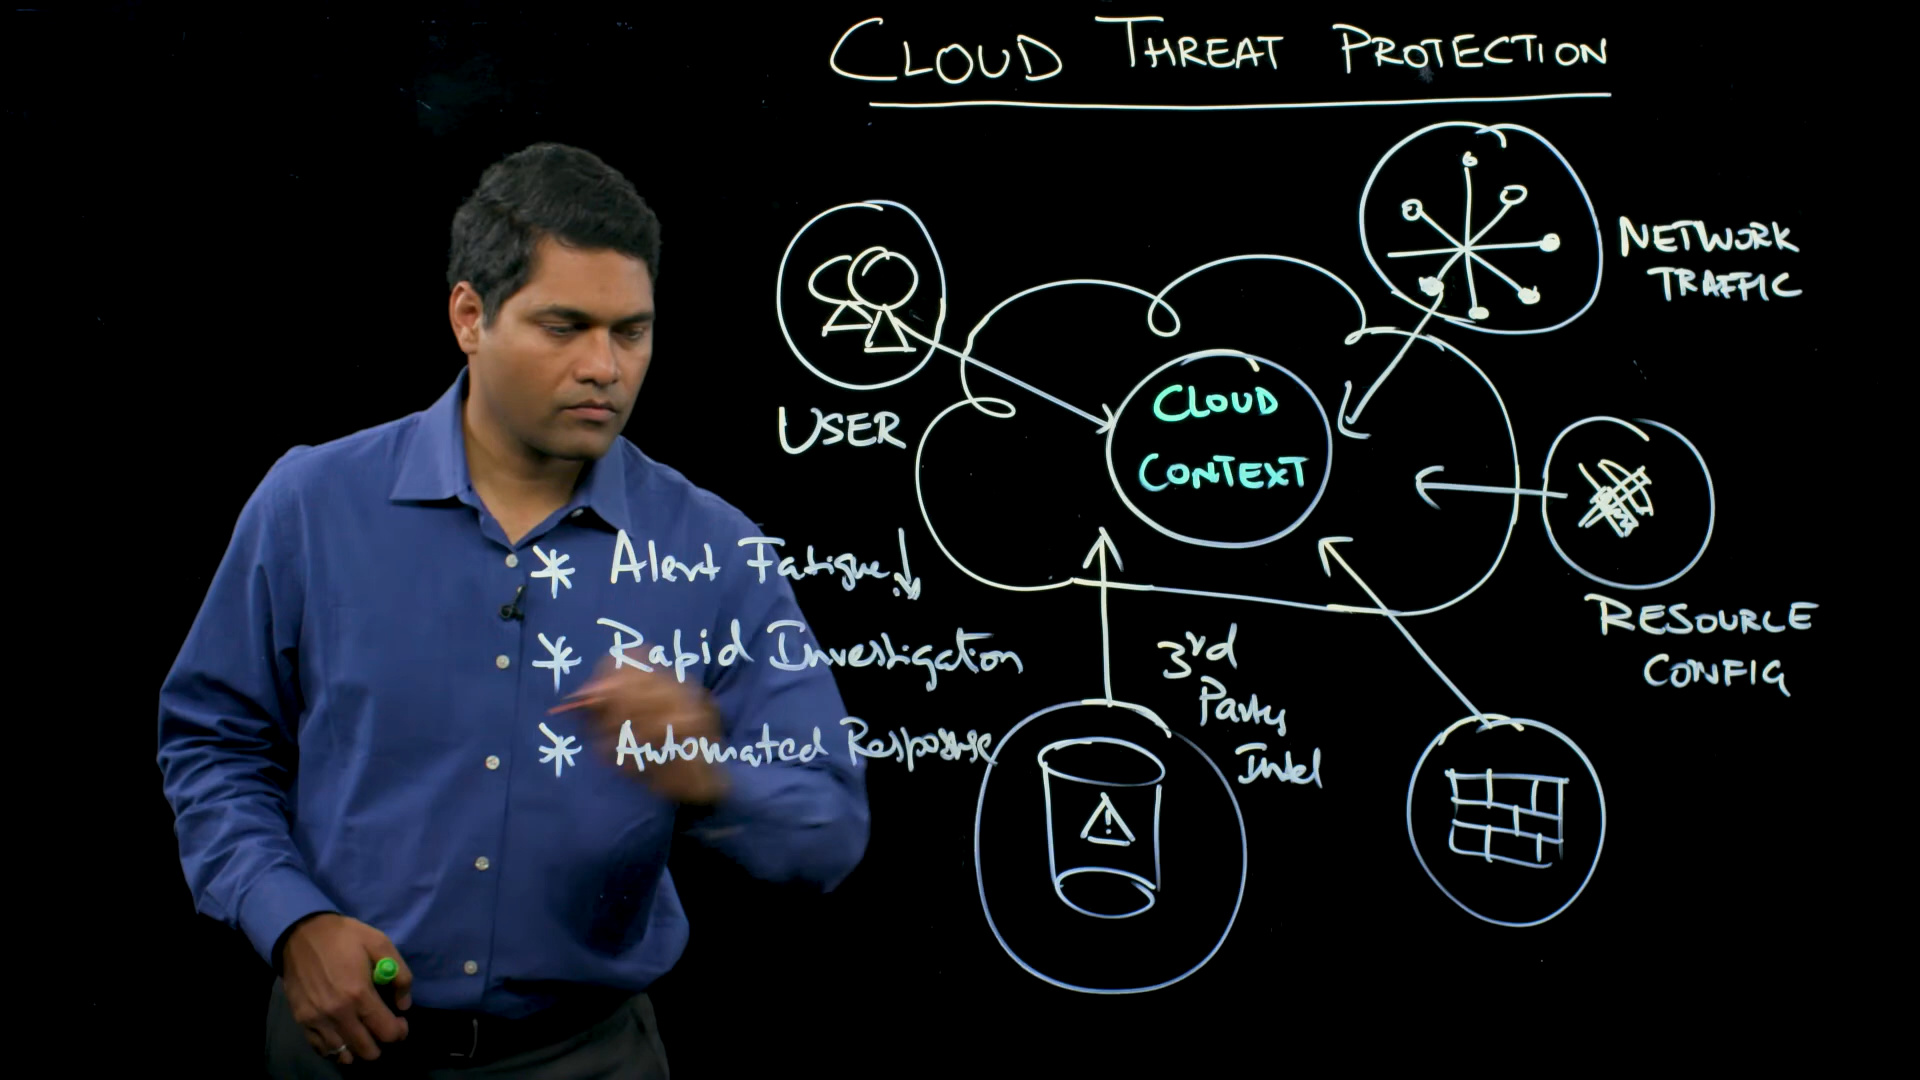 CLOUD THREAT PROTECTION
NETWORK
TRAFFIC
USER
CLOUD
CONTEXT
* Alert Fatigue ↓
* Rapid Investigation
* Automated Response
3rd
Party
Intel
RESOURCE
CONFIG
!